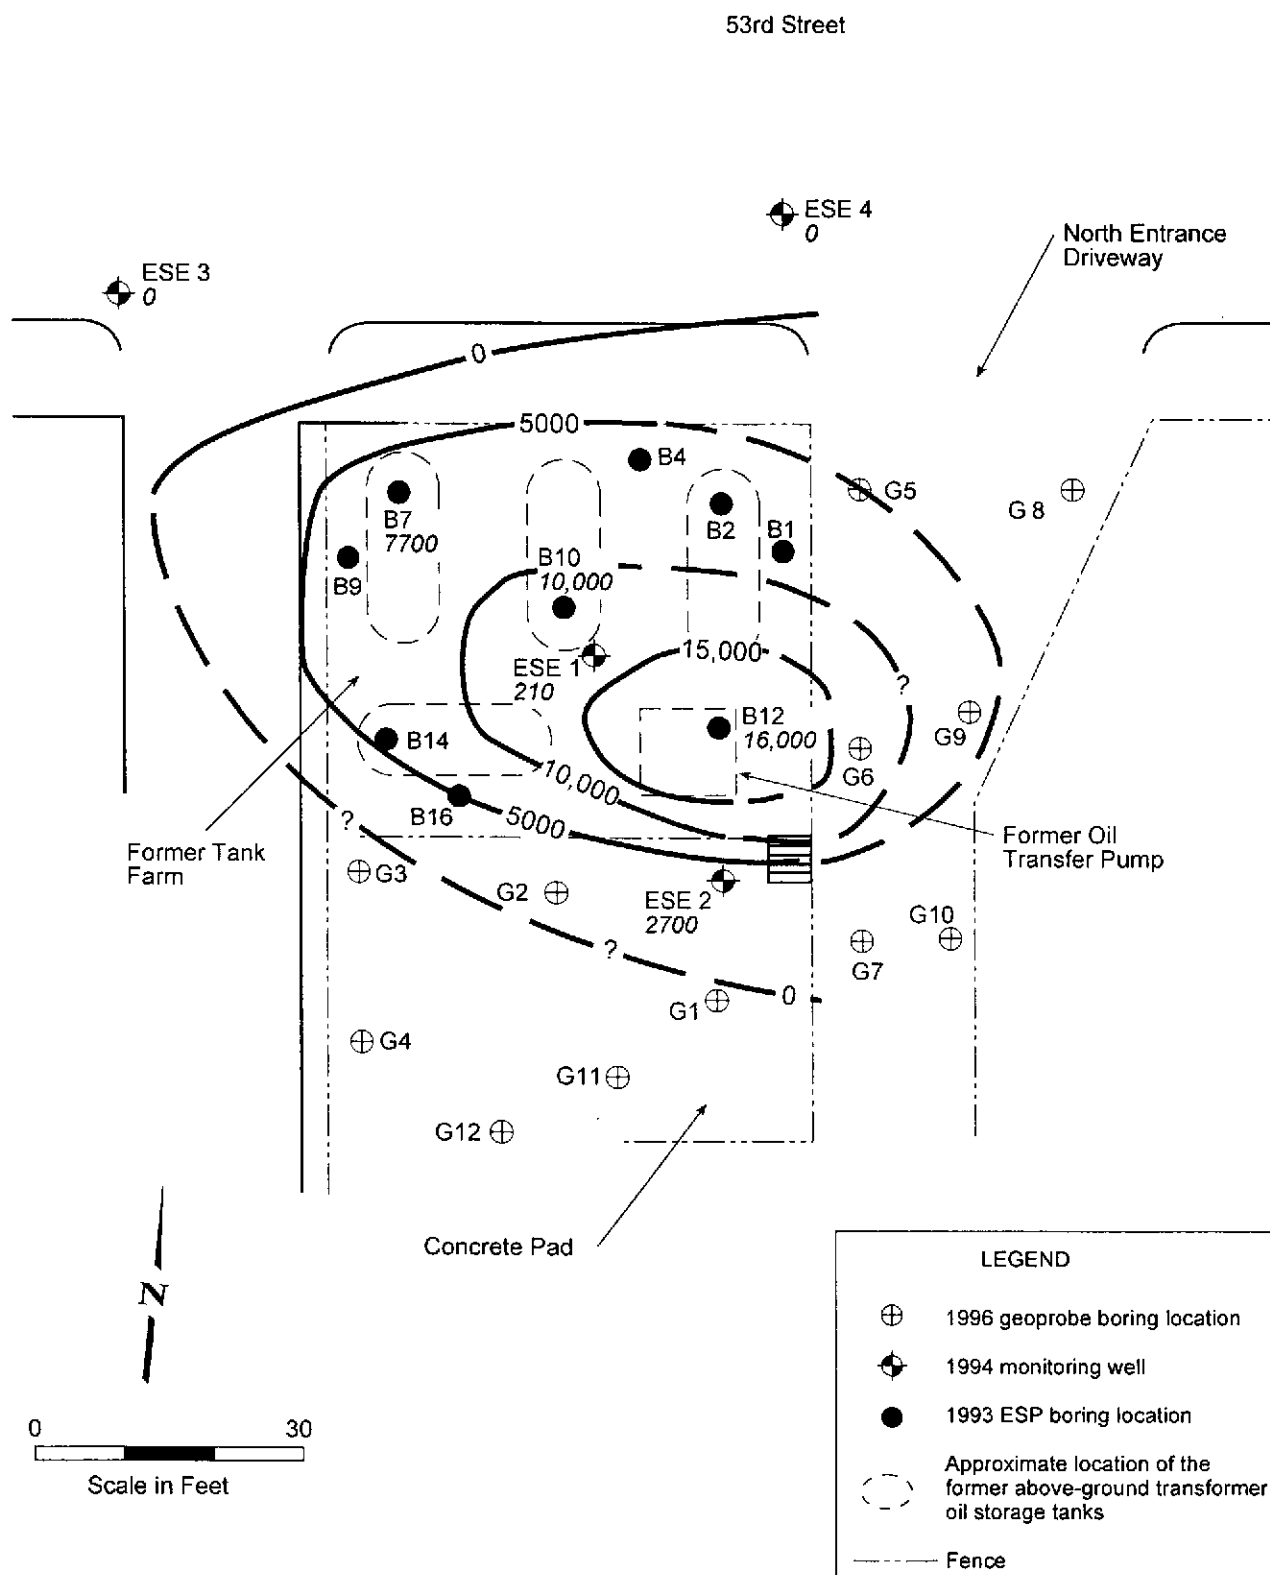 53rd Street
ESE 4
0
North Entrance
Driveway
ESE 3
0
0
5000
B4
G5
G8
B7
7700
B2
B1
B10
10,000
B9
15,000
ESE 1
210
?
B12
16,000
G9
B14
G6
10,000
B16
5000
?
Former Tank
Farm
Former Oil
Transfer Pump
G3
G2
ESE 2
2700
G10
?
G7
0
G1
G4
G11
G12
Concrete Pad
N
0 30
Scale in Feet
LEGEND
1996 geoprobe boring location
1994 monitoring well
1993 ESP boring location
Approximate location of the
former above-ground transformer
oil storage tanks
Fence